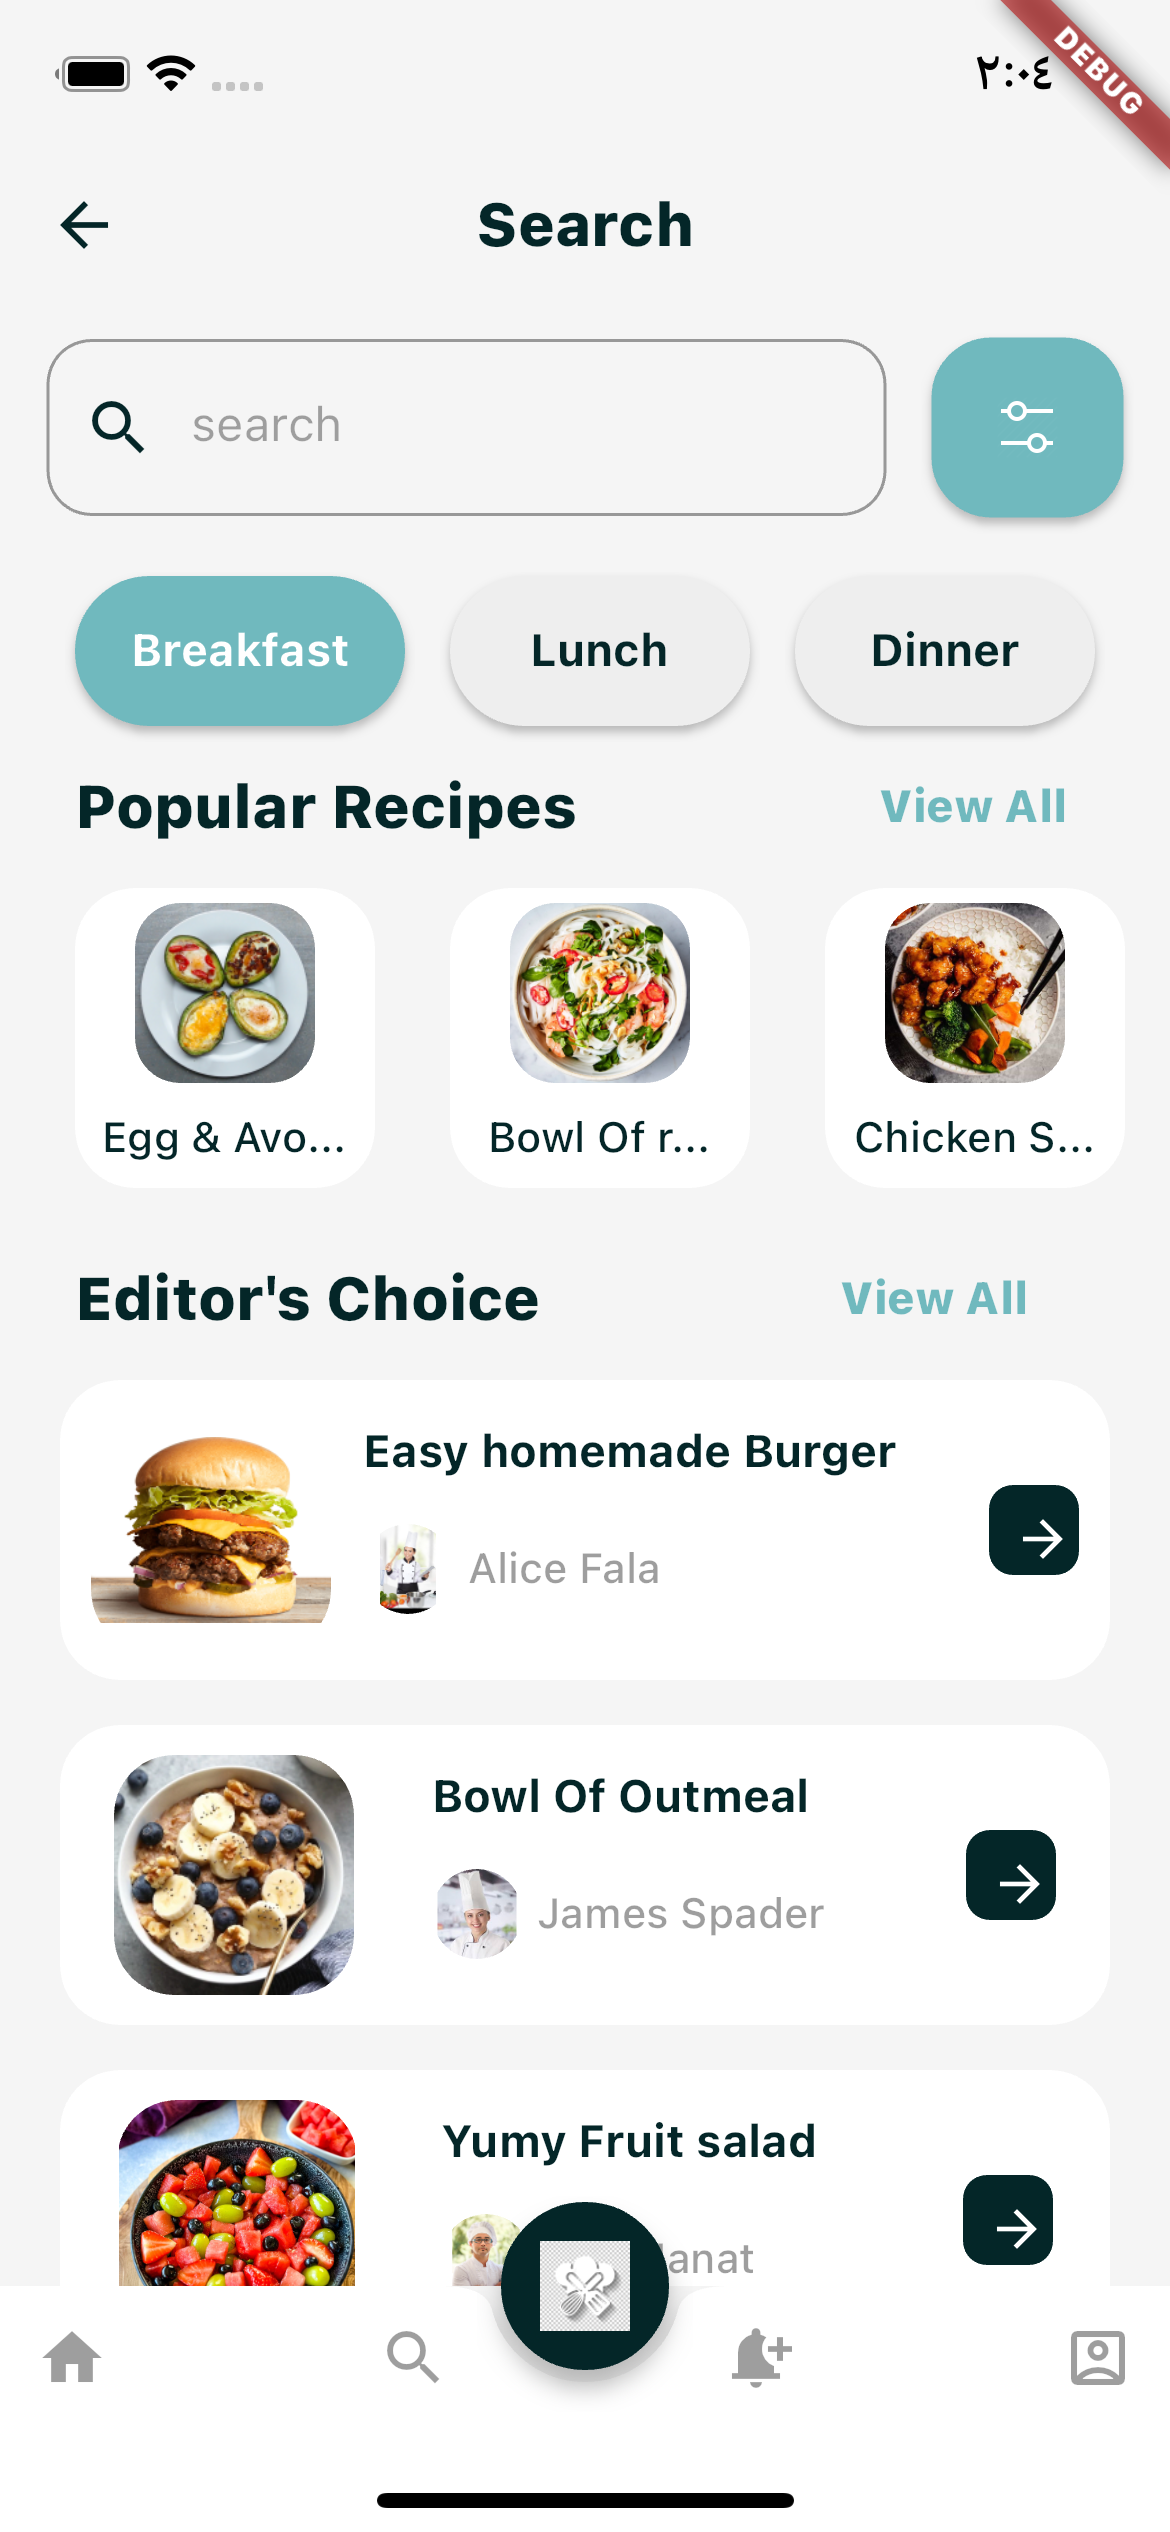 ٢:٠٤
DEBUG
Search
search
Breakfast Lunch Dinner
Popular Recipes View All
Egg & Avo... Bowl Of r... Chicken S...
Editor's Choice View All
Easy homemade Burger
Alice Fala
Bowl Of Outmeal
James Spader
Yumy Fruit salad
anat